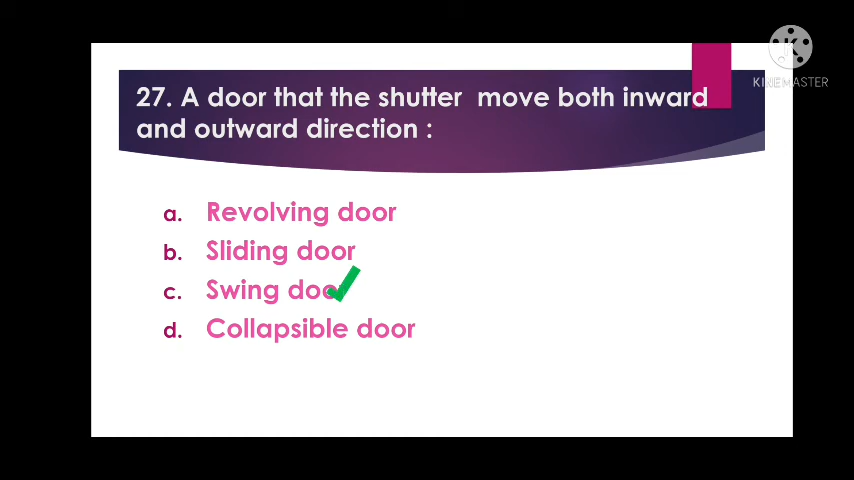 KINEMASTER
27. A door that the shutter move both inward
and outward direction :
a. Revolving door
b. Sliding door
c. Swing door
d. Collapsible door